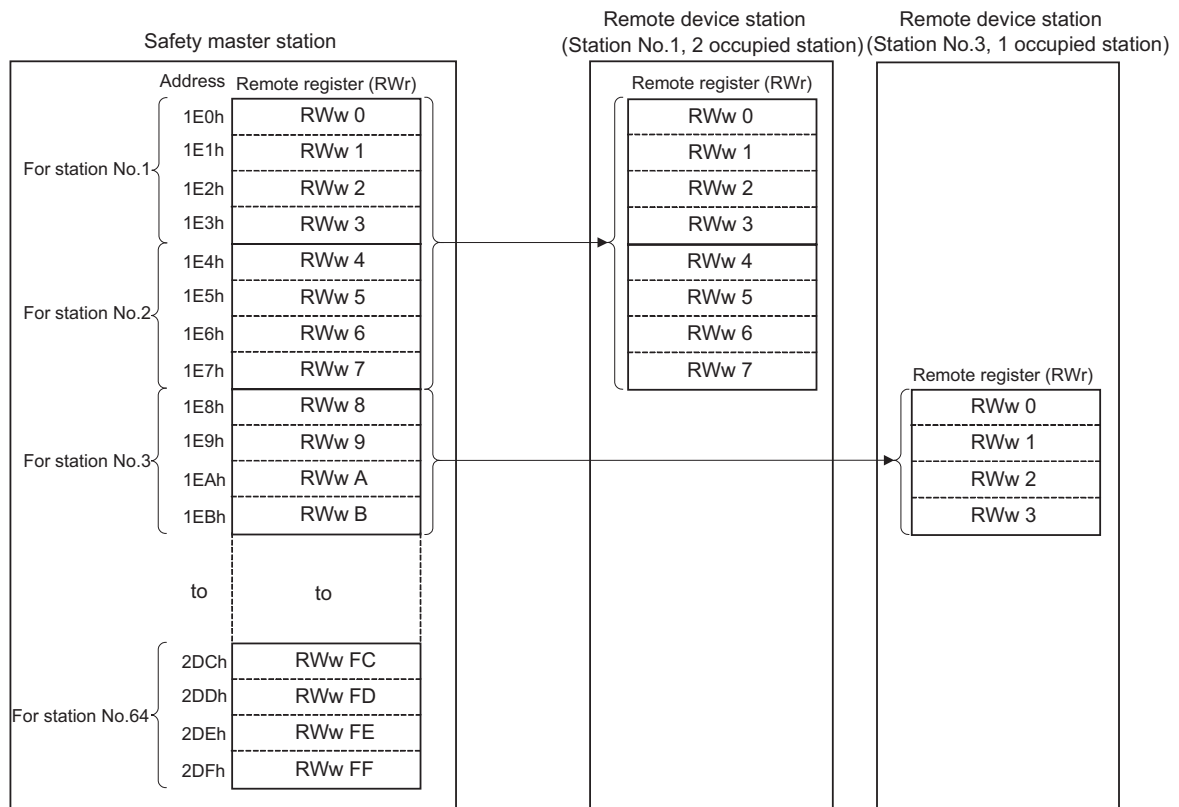 Safety master station
Remote device station
(Station No.1, 2 occupied station)
Remote device station
(Station No.3, 1 occupied station)
Address
Remote register (RWr)
For station No.1
1E0h RWw 0
1E1h RWw 1
1E2h RWw 2
1E3h RWw 3
For station No.2
1E4h RWw 4
1E5h RWw 5
1E6h RWw 6
1E7h RWw 7
For station No.3
1E8h RWw 8
1E9h RWw 9
1EAh RWw A
1EBh RWw B
to to
For station No.64
2DCh RWw FC
2DDh RWw FD
2DEh RWw FE
2DFh RWw FF
Remote register (RWr)
RWw 0
RWw 1
RWw 2
RWw 3
RWw 4
RWw 5
RWw 6
RWw 7
Remote register (RWr)
RWw 0
RWw 1
RWw 2
RWw 3